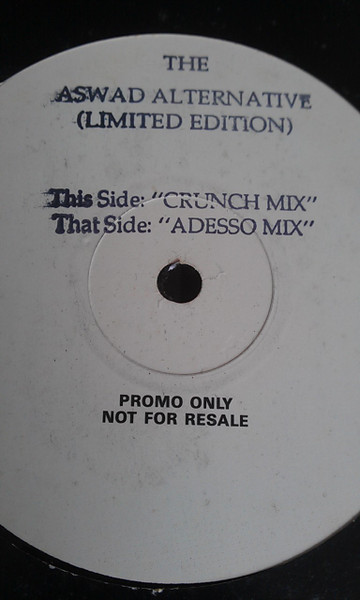 THE
ASWAD ALTERNATIVE
(LIMITED EDITION)
This Side: "CRUNCH MIX"
That Side: "ADESSO MIX"
PROMO ONLY
NOT FOR RESALE